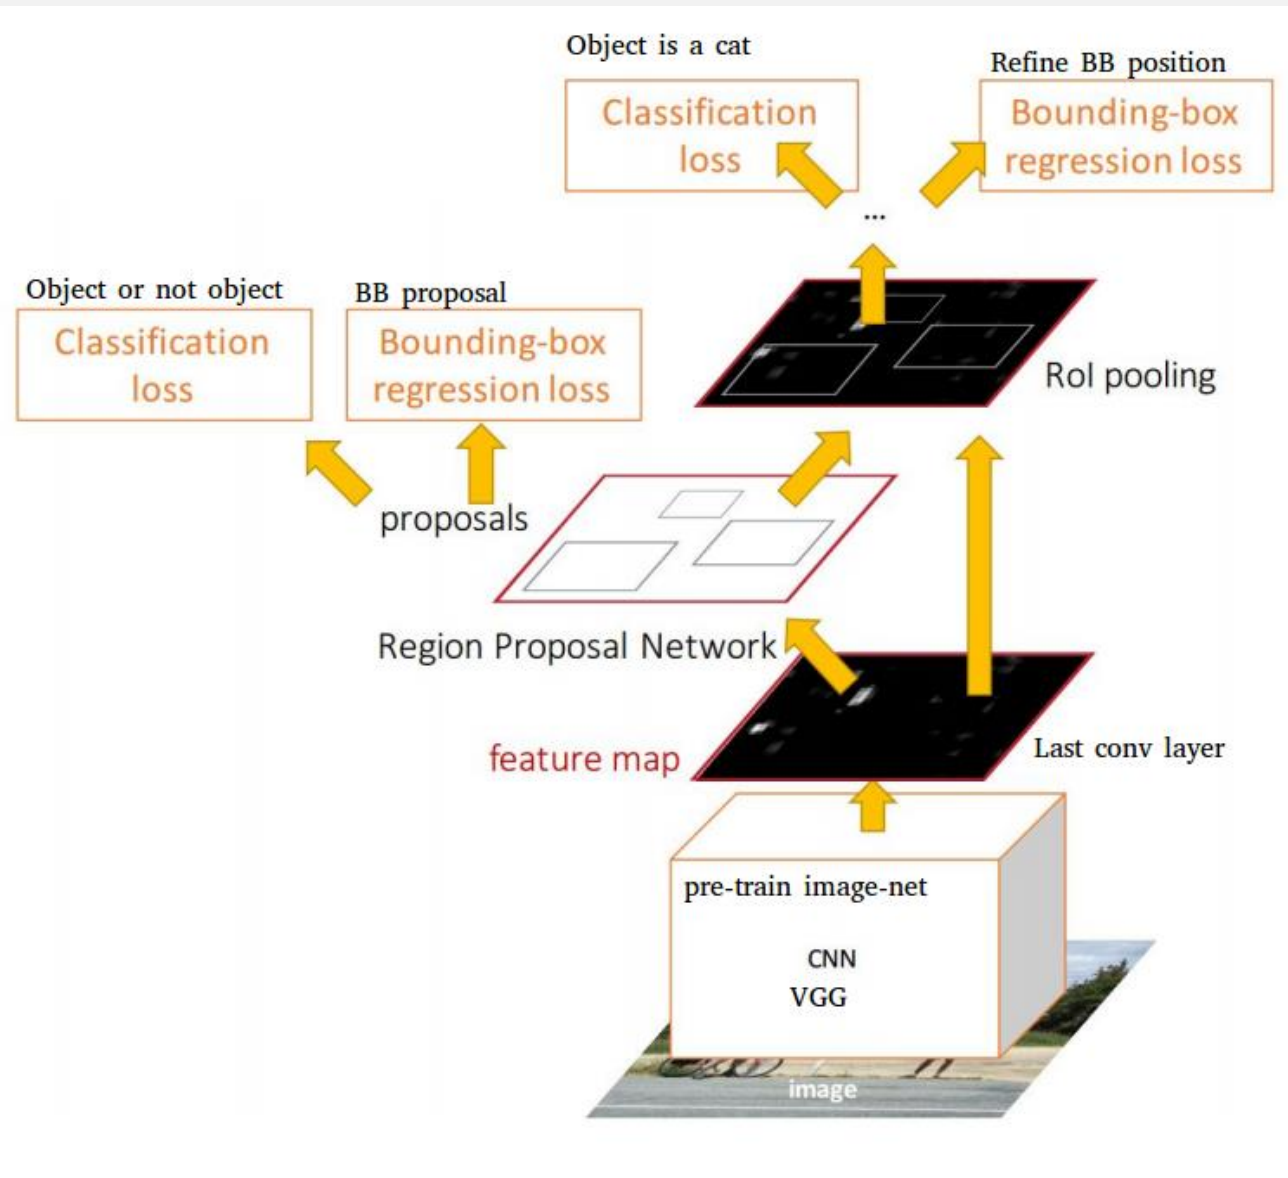 Object is a cat
Refine BB position
Classification
loss
Bounding-box
regression loss
...
Object or not object
BB proposal
Classification
loss
Bounding-box
regression loss
RoI pooling
proposals
Region Proposal Network
feature map
Last conv layer
pre-train image-net
CNN
VGG
image